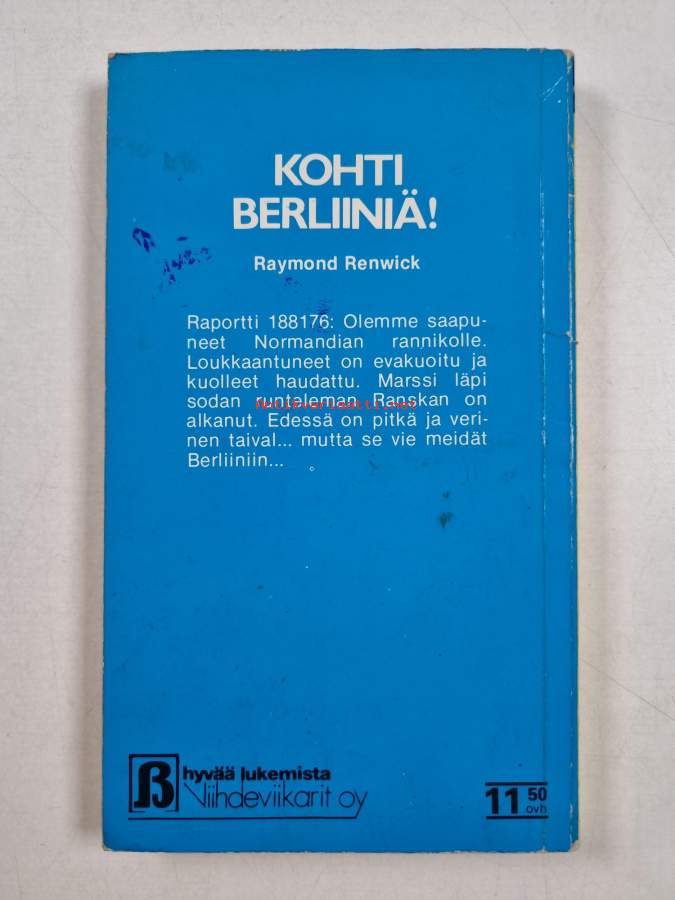 KOHTI
BERLIINIÄ!
Raymond Renwick
Raportti 188176: Olemme saapu-
neet Normandian rannikolle.
Loukkaantuneet on evakuoitu ja
kuolleet haudattu. Marssi läpi
sodan runteleman Ranskan on
Antikvariaatti.net
alkanut. Edessä on pitkä ja veri-
nen taival... mutta se vie meidät
Berliiniin...
hyvää lukemista
Viihdeviikarit oy
11 50
ovh